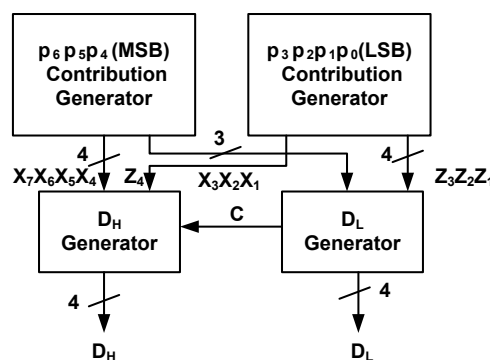 p₆ p₅p₄ (MSB)
Contribution
Generator
p₃ p₂p₁p₀(LSB)
Contribution
Generator
3
4
4
X₇X₆X₅X₄
Z₄
X₃X₂X₁
Z₃Z₂Z₁
D_H
Generator
C
D_L
Generator
4
4
D_H
D_L